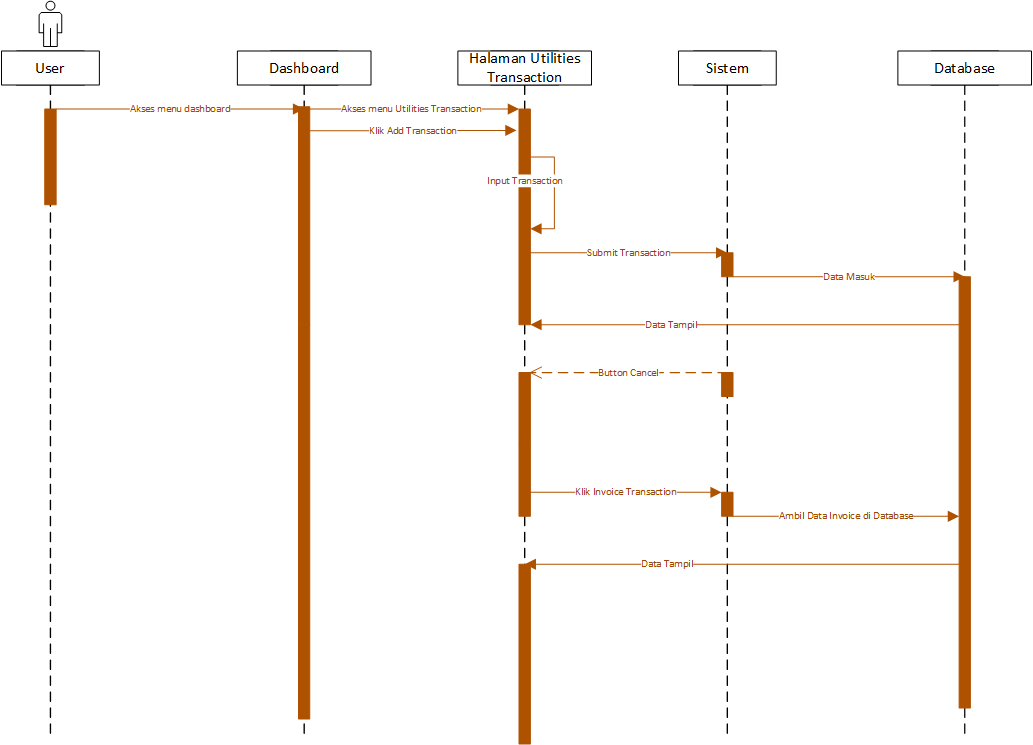 User
Dashboard
Halaman Utilities
Transaction
Sistem
Database
Akses menu dashboard
Akses menu Utilities Transaction
Klik Add Transaction
Input Transaction
Submit Transaction
Data Masuk
Data Tampil
Button Cancel
Klik Invoice Transaction
Ambil Data Invoice di Database
Data Tampil